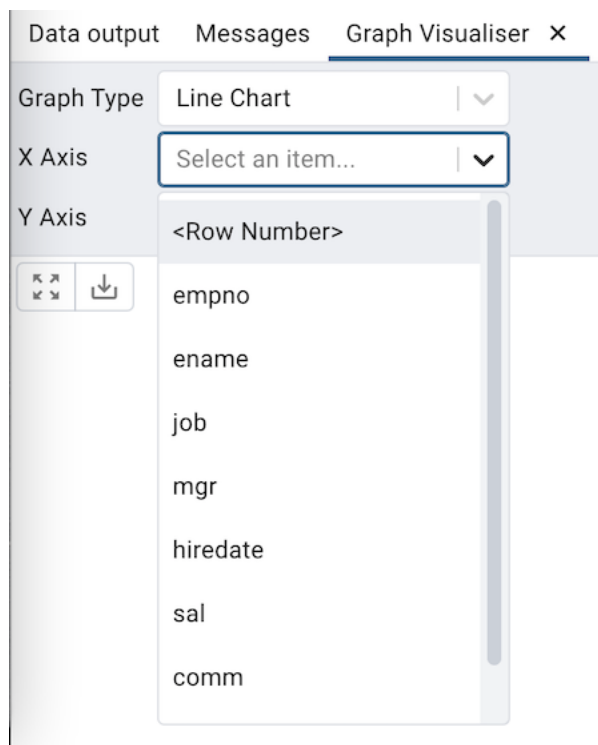 Data output Messages Graph Visualiser ×
Graph Type Line Chart
X Axis Select an item...
Y Axis
<Row Number>
empno
ename
job
mgr
hiredate
sal
comm